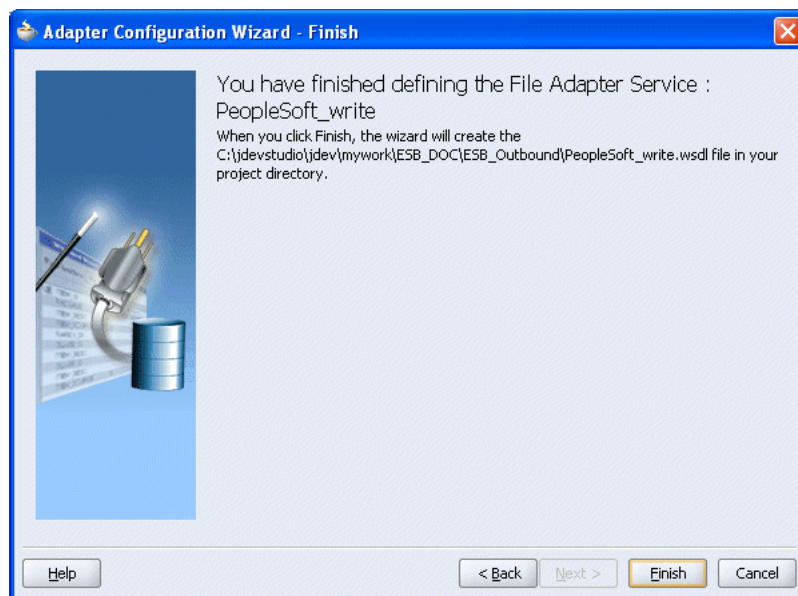 Adapter Configuration Wizard - Finish
You have finished defining the File Adapter Service :
PeopleSoft_write
When you click Finish, the wizard will create the
C:\jdevstudio\jdev\mywork\ESB_DOC\ESB_Outbound\PeopleSoft_write.wsdl file in your
project directory.
Help
< Back
Next >
Finish
Cancel